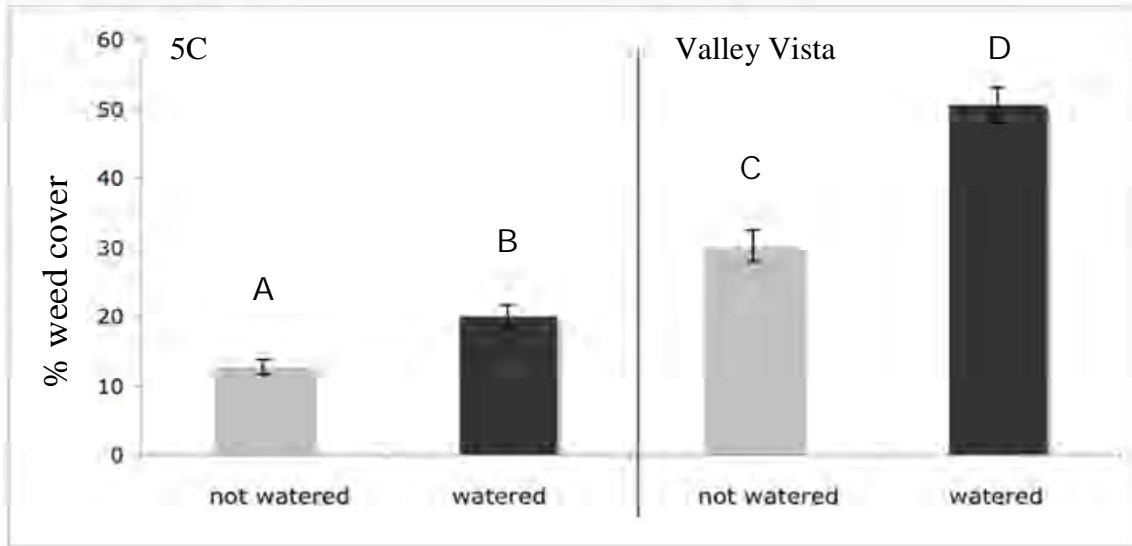 60
50
40
30
20
10
0
% weed cover
5C
Valley Vista
A
B
C
D
not watered
watered
not watered
watered